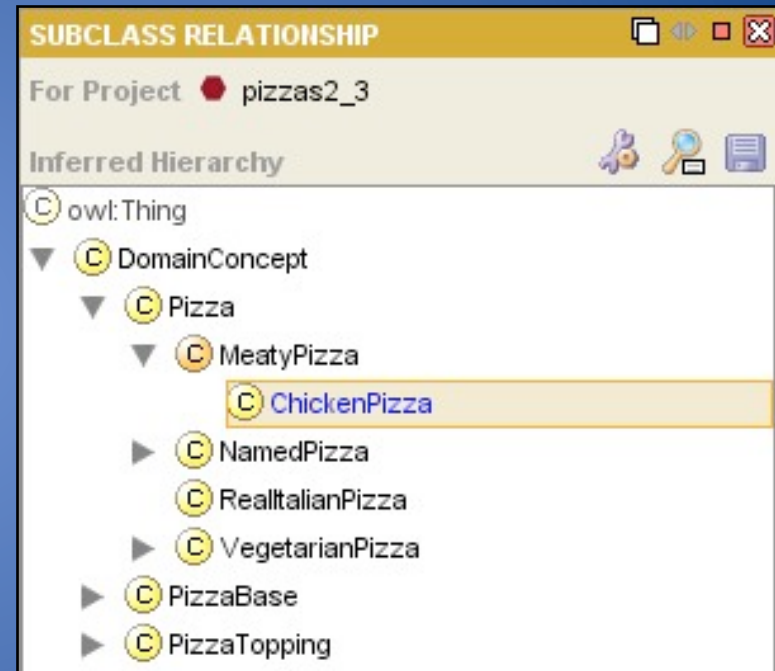 SUBCLASS RELATIONSHIP
For Project pizzas2_3
Inferred Hierarchy
C owl:Thing
C DomainConcept
C Pizza
C MeatyPizza
C ChickenPizza
C NamedPizza
C RealItalianPizza
C VegetarianPizza
C PizzaBase
C PizzaTopping